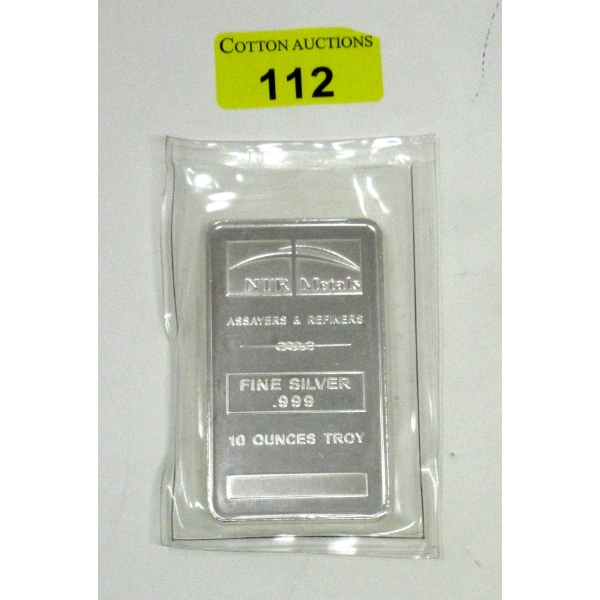 COTTON AUCTIONS
112
NTR Metals
ASSAYERS & REFINERS
FINE SILVER
.999
10 OUNCES TROY